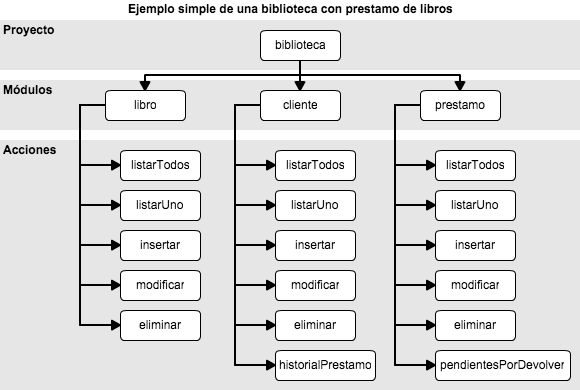 Ejemplo simple de una biblioteca con prestamo de libros
Proyecto
biblioteca
Módulos
libro
cliente
prestamo
Acciones
listarTodos
listarTodos
listarTodos
listarUno
listarUno
listarUno
insertar
insertar
insertar
modificar
modificar
modificar
eliminar
eliminar
eliminar
historialPrestamo
pendientesPorDevolver